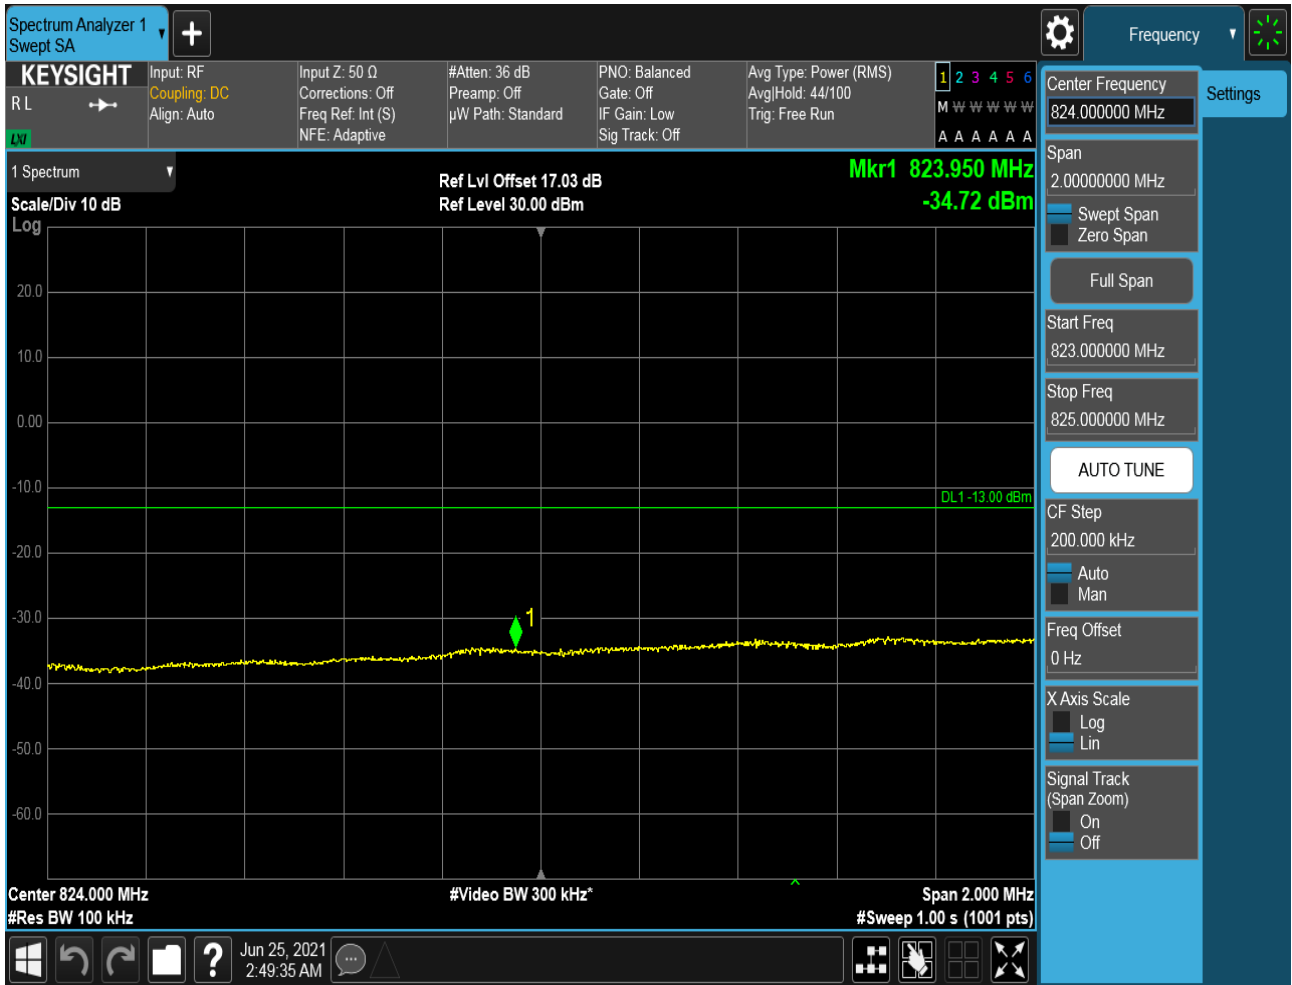 Spectrum Analyzer 1
Swept SA
Frequency
KEYSIGHT
R L
LXI
Input: RF
Coupling: DC
Align: Auto
Input Z: 50 Ω
Corrections: Off
Freq Ref: Int (S)
NFE: Adaptive
#Atten: 36 dB
Preamp: Off
µW Path: Standard
PNO: Balanced
Gate: Off
IF Gain: Low
Sig Track: Off
Avg Type: Power (RMS)
Avg|Hold: 44/100
Trig: Free Run
1 2 3 4 5 6
M W W W W W
A A A A A A
1 Spectrum
Scale/Div 10 dB
Log
Ref Lvl Offset 17.03 dB
Ref Level 30.00 dBm
Mkr1 823.950 MHz
-34.72 dBm
20.0
10.0
0.00
-10.0
-20.0
-30.0
-40.0
-50.0
-60.0
DL1 -13.00 dBm
1
Center 824.000 MHz
#Res BW 100 kHz
#Video BW 300 kHz*
Span 2.000 MHz
#Sweep 1.00 s (1001 pts)
Jun 25, 2021
2:49:35 AM
Settings
Center Frequency
824.000000 MHz
Span
2.00000000 MHz
Swept Span
Zero Span
Full Span
Start Freq
823.000000 MHz
Stop Freq
825.000000 MHz
AUTO TUNE
CF Step
200.000 kHz
Auto
Man
Freq Offset
0 Hz
X Axis Scale
Log
Lin
Signal Track
(Span Zoom)
On
Off